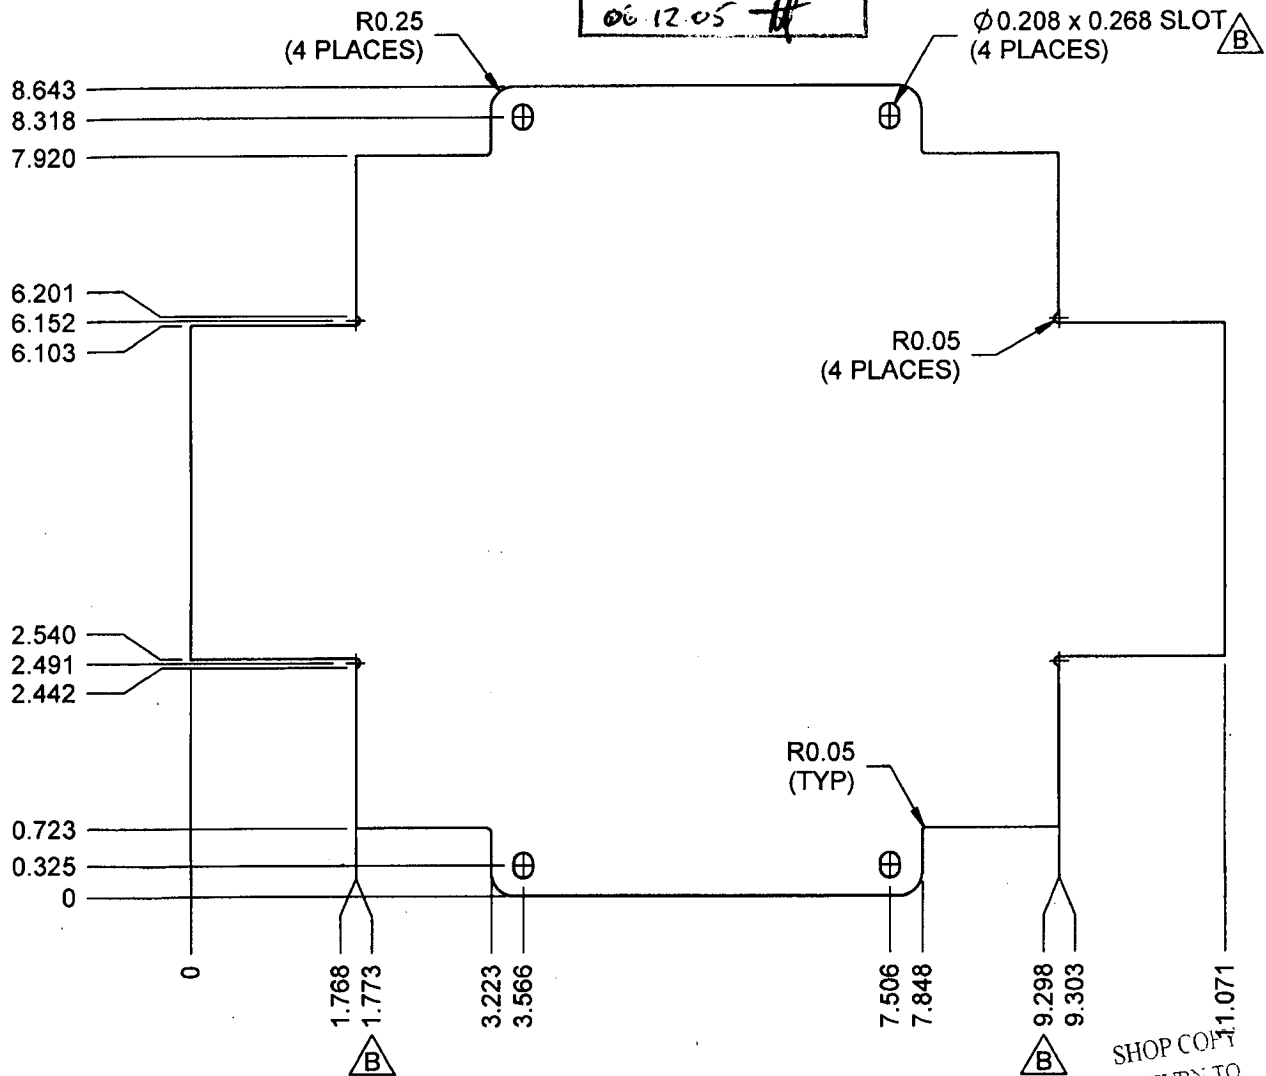 06.12.05
R0.25
(4 PLACES)
Ø0.208 x 0.268 SLOT
(4 PLACES)
B
8.643
8.318
7.920
6.201
6.152
6.103
R0.05
(4 PLACES)
2.540
2.491
2.442
R0.05
(TYP)
0.723
0.325
0
0
1.768
1.773
3.223
3.566
7.506
7.848
9.298
9.303
11.071
B
B
SHOP COPY